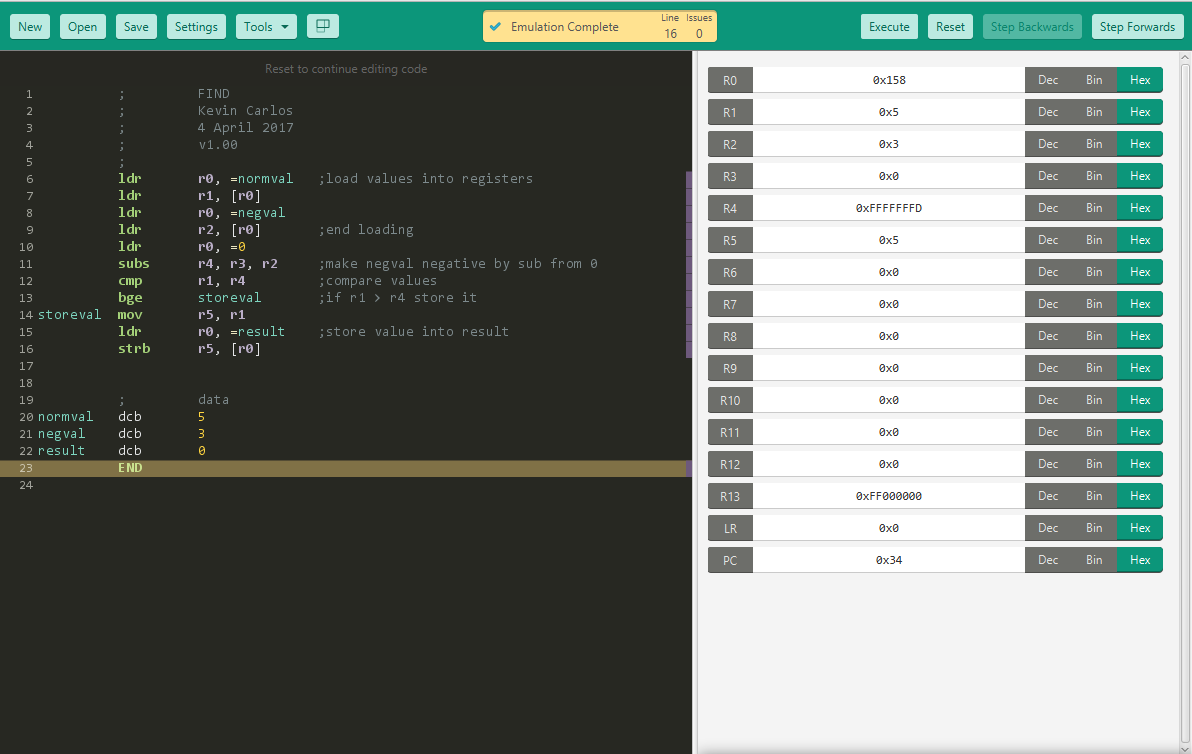 New Open Save Settings Tools Emulation Complete Line 16 Issues 0 Execute Reset Step Backwards Step Forwards
Reset to continue editing code
1 ; FIND
2 ; Kevin Carlos
3 ; 4 April 2017
4 ; v1.00
5 ;
6 ldr r0, =normval ;load values into registers
7 ldr r1, [r0]
8 ldr r0, =negval
9 ldr r2, [r0] ;end loading
10 ldr r0, =0
11 subs r4, r3, r2 ;make negval negative by sub from 0
12 cmp r1, r4 ;compare values
13 bge storeval ;if r1 > r4 store it
14 storeval mov r5, r1
15 ldr r0, =result ;store value into result
16 strb r5, [r0]
17
18
19 ; data
20 normval dcb 5
21 negval dcb 3
22 result dcb 0
23 END
24
R0 0x158 Dec Bin Hex
R1 0x5 Dec Bin Hex
R2 0x3 Dec Bin Hex
R3 0x0 Dec Bin Hex
R4 0xFFFFFFFD Dec Bin Hex
R5 0x5 Dec Bin Hex
R6 0x0 Dec Bin Hex
R7 0x0 Dec Bin Hex
R8 0x0 Dec Bin Hex
R9 0x0 Dec Bin Hex
R10 0x0 Dec Bin Hex
R11 0x0 Dec Bin Hex
R12 0x0 Dec Bin Hex
R13 0xFF000000 Dec Bin Hex
LR 0x0 Dec Bin Hex
PC 0x34 Dec Bin Hex